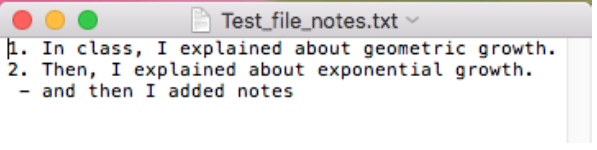 Test_file_notes.txt
1. In class, I explained about geometric growth.
2. Then, I explained about exponential growth.
 - and then I added notes